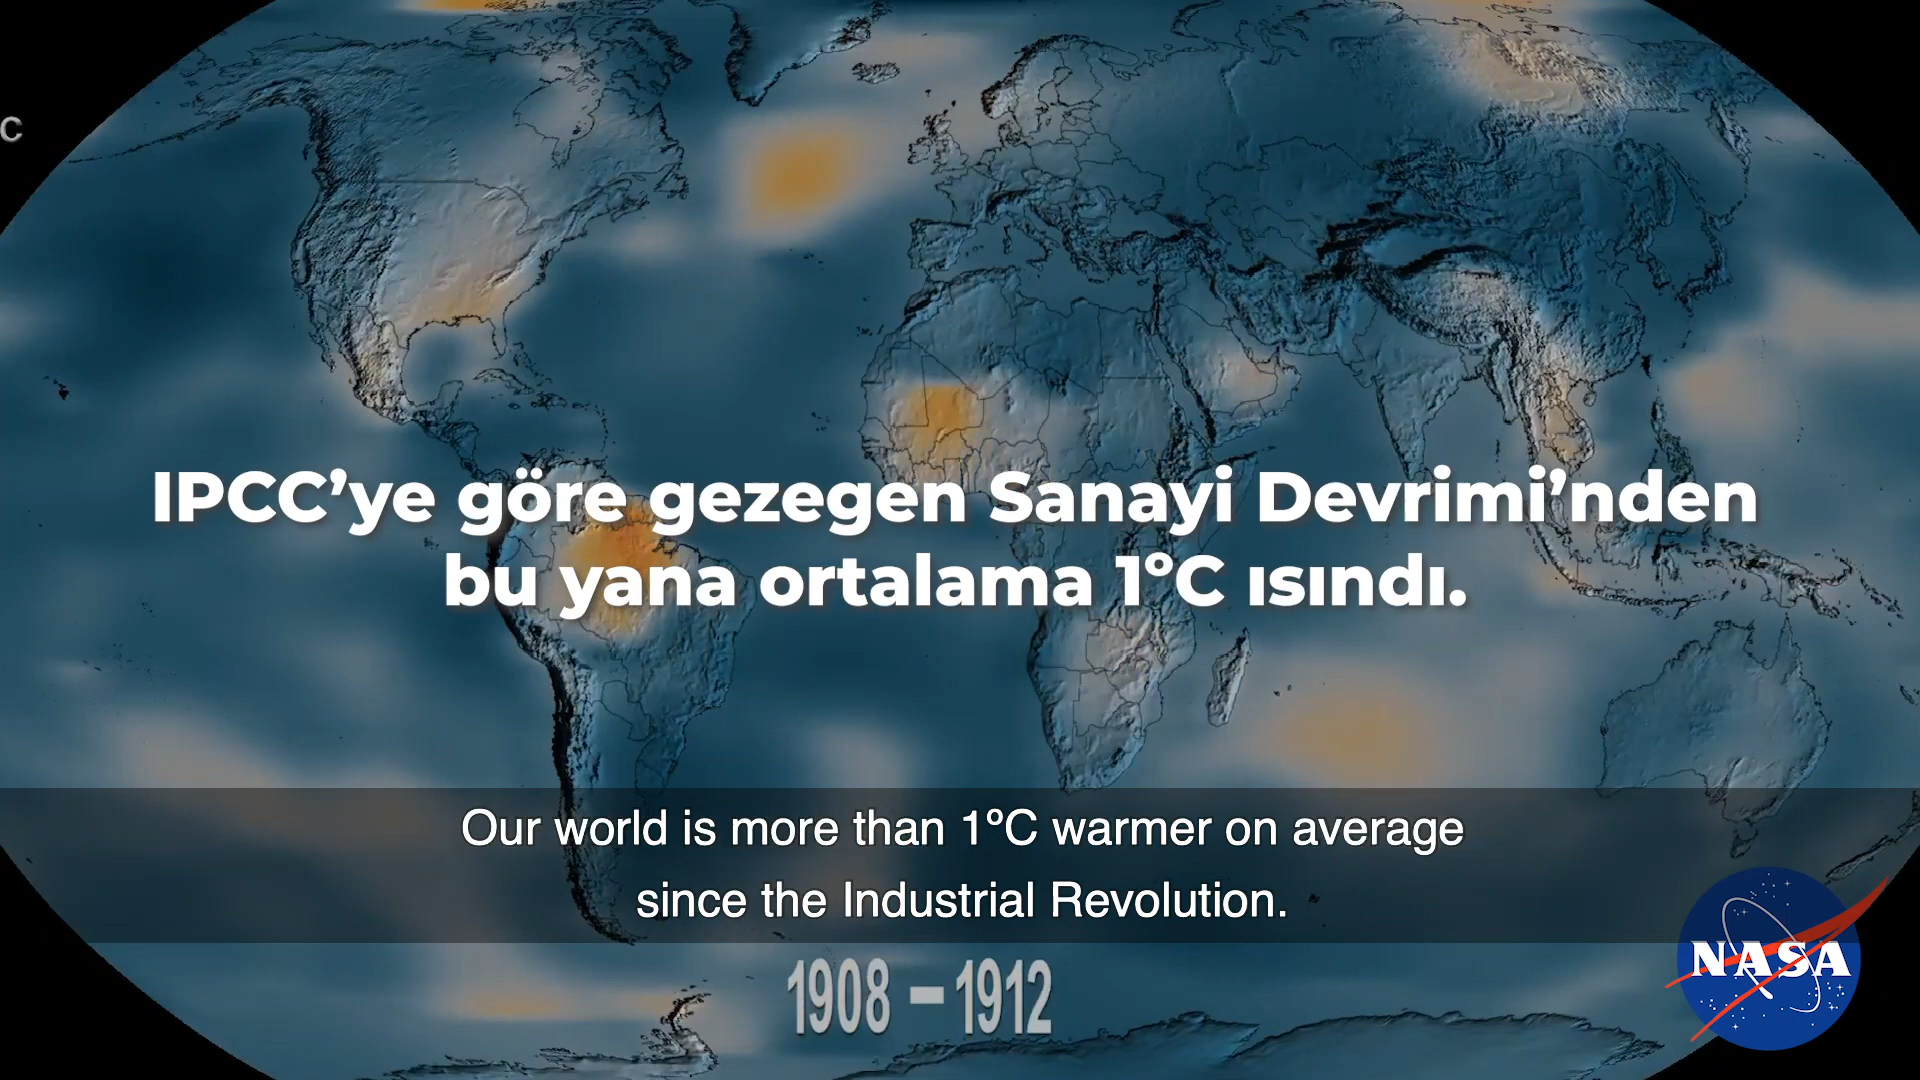 C
IPCC’ye göre gezegen Sanayi Devrimi’nden
bu yana ortalama 1°C ısındı.
Our world is more than 1°C warmer on average
since the Industrial Revolution.
1908 – 1912
NASA